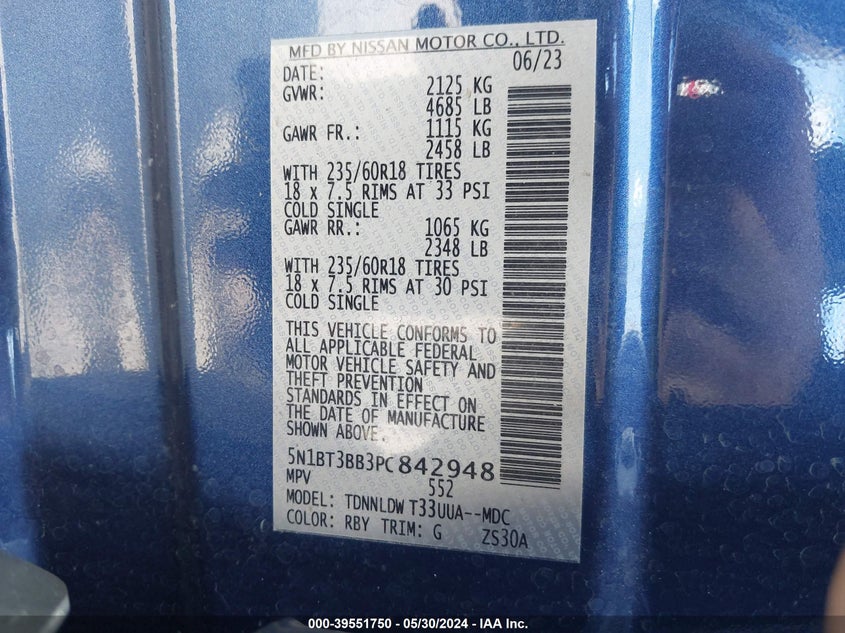 MFD BY NISSAN MOTOR CO., LTD.
DATE: 06/23
GVWR: 2125 KG
4685 LB
GAWR FR.: 1115 KG
2458 LB
WITH 235/60R18 TIRES
18 x 7.5 RIMS AT 33 PSI
COLD SINGLE
GAWR RR.: 1065 KG
2348 LB
WITH 235/60R18 TIRES
18 x 7.5 RIMS AT 30 PSI
COLD SINGLE
THIS VEHICLE CONFORMS TO
ALL APPLICABLE FEDERAL
MOTOR VEHICLE SAFETY AND
THEFT PREVENTION
STANDARDS IN EFFECT ON
THE DATE OF MANUFACTURE
SHOWN ABOVE.
5N1BT3BB3PC842948
MPV 552
MODEL: TDNNLDW T33UUA--MDC
COLOR: RBY TRIM: G ZS30A
000-39551750 - 05/30/2024 - IAA Inc.